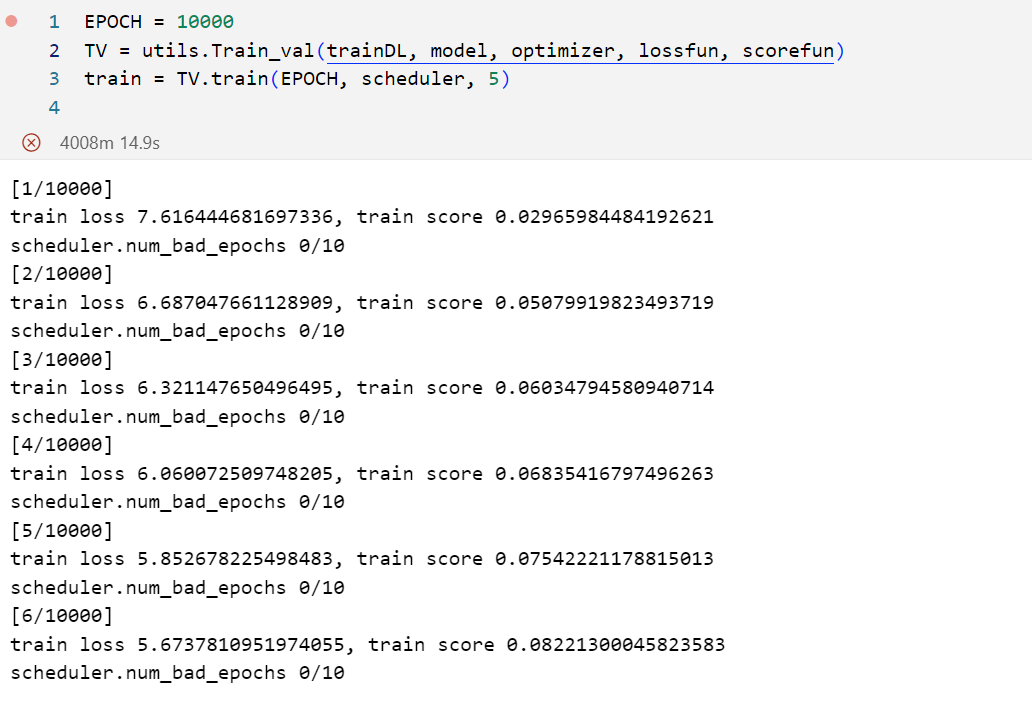 1 EPOCH = 10000
2 TV = utils.Train_val(trainDL, model, optimizer, lossfun, scorefun)
3 train = TV.train(EPOCH, scheduler, 5)
4
4008m 14.9s
[1/10000]
train loss 7.616444681697336, train score 0.02965984484192621
scheduler.num_bad_epochs 0/10
[2/10000]
train loss 6.687047661128909, train score 0.05079919823493719
scheduler.num_bad_epochs 0/10
[3/10000]
train loss 6.321147650496495, train score 0.06034794580940714
scheduler.num_bad_epochs 0/10
[4/10000]
train loss 6.060072509748205, train score 0.06835416797496263
scheduler.num_bad_epochs 0/10
[5/10000]
train loss 5.852678225498483, train score 0.07542221178815013
scheduler.num_bad_epochs 0/10
[6/10000]
train loss 5.6737810951974055, train score 0.08221300045823583
scheduler.num_bad_epochs 0/10